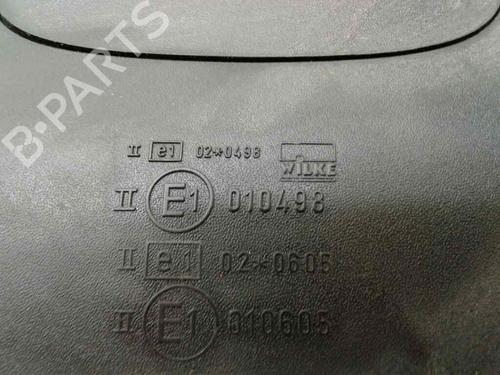 B-PARTS
II e1 02*0498 WILKE
II E1 010498
II e1 02*0605
II E1 010605